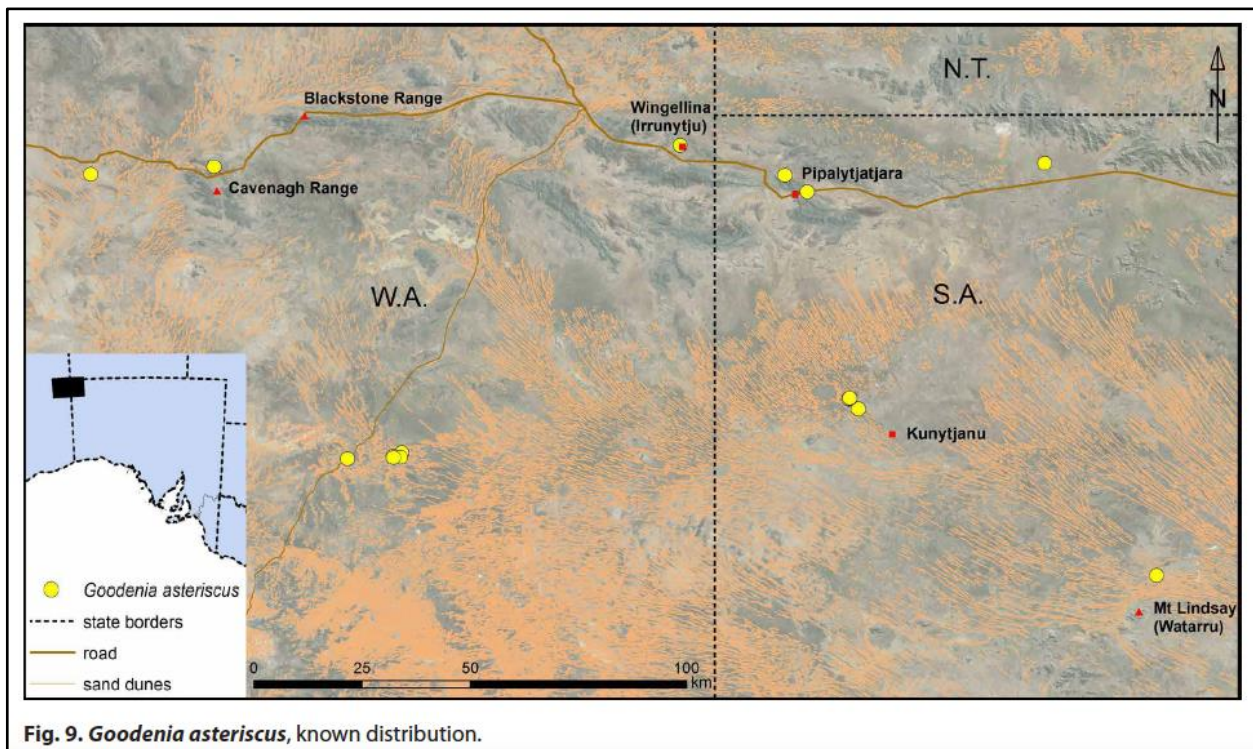 N.T.
N
Blackstone Range
Wingellina
(Irrunytju)
Pipalytjatjara
Cavenagh Range
W.A.
S.A.
Kunytjanu
Goodenia asteriscus
state borders
road
sand dunes
Mt Lindsay
(Watarru)
0 25 50 100
km
Fig. 9. Goodenia asteriscus, known distribution.